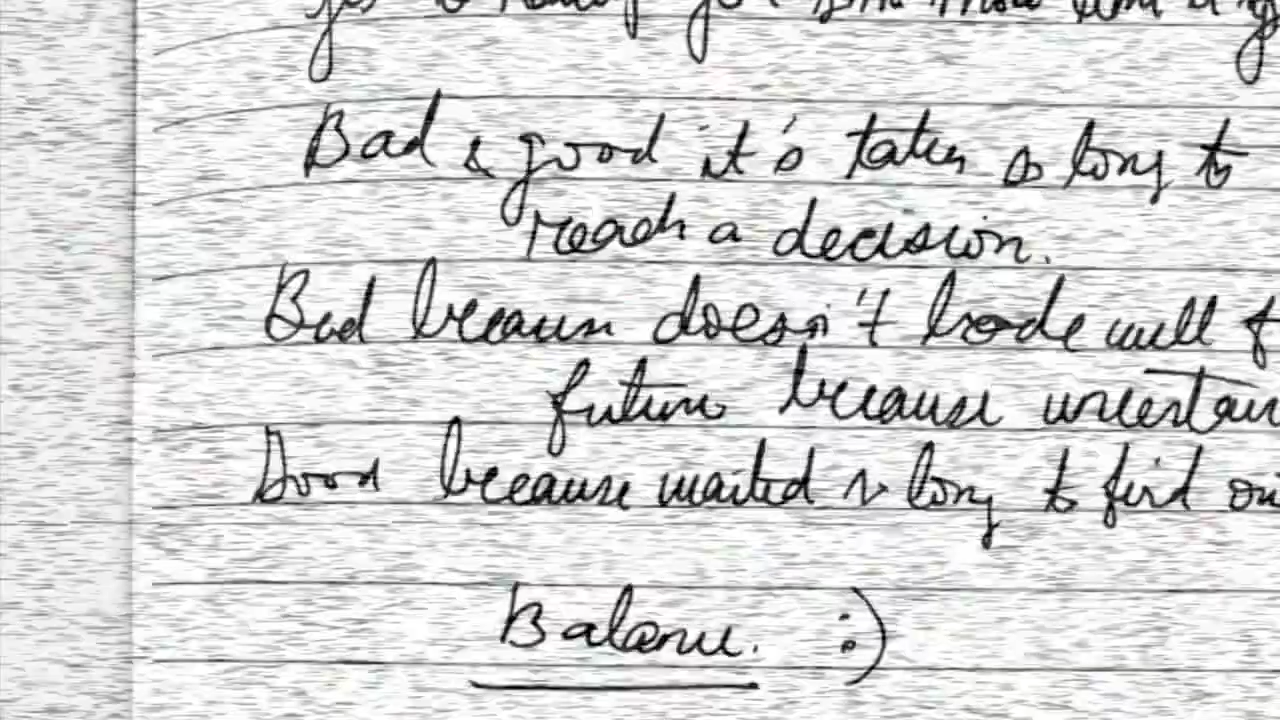 Bad & good it's taken so long to
reach a decision.
Bad because doesn't bode well f
future because uncertain
Good because waited so long to find ou
Balance. :)